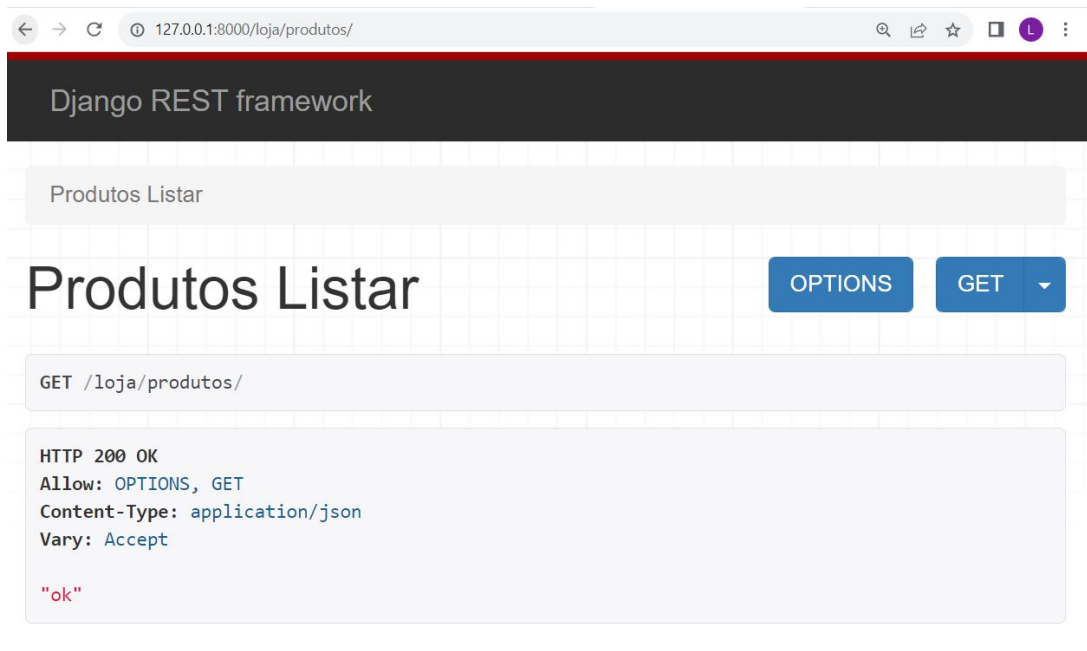 127.0.0.1:8000/loja/produtos/
L
Django REST framework
Produtos Listar
Produtos Listar
OPTIONS
GET
GET /loja/produtos/
HTTP 200 OK
Allow: OPTIONS, GET
Content-Type: application/json
Vary: Accept
"ok"